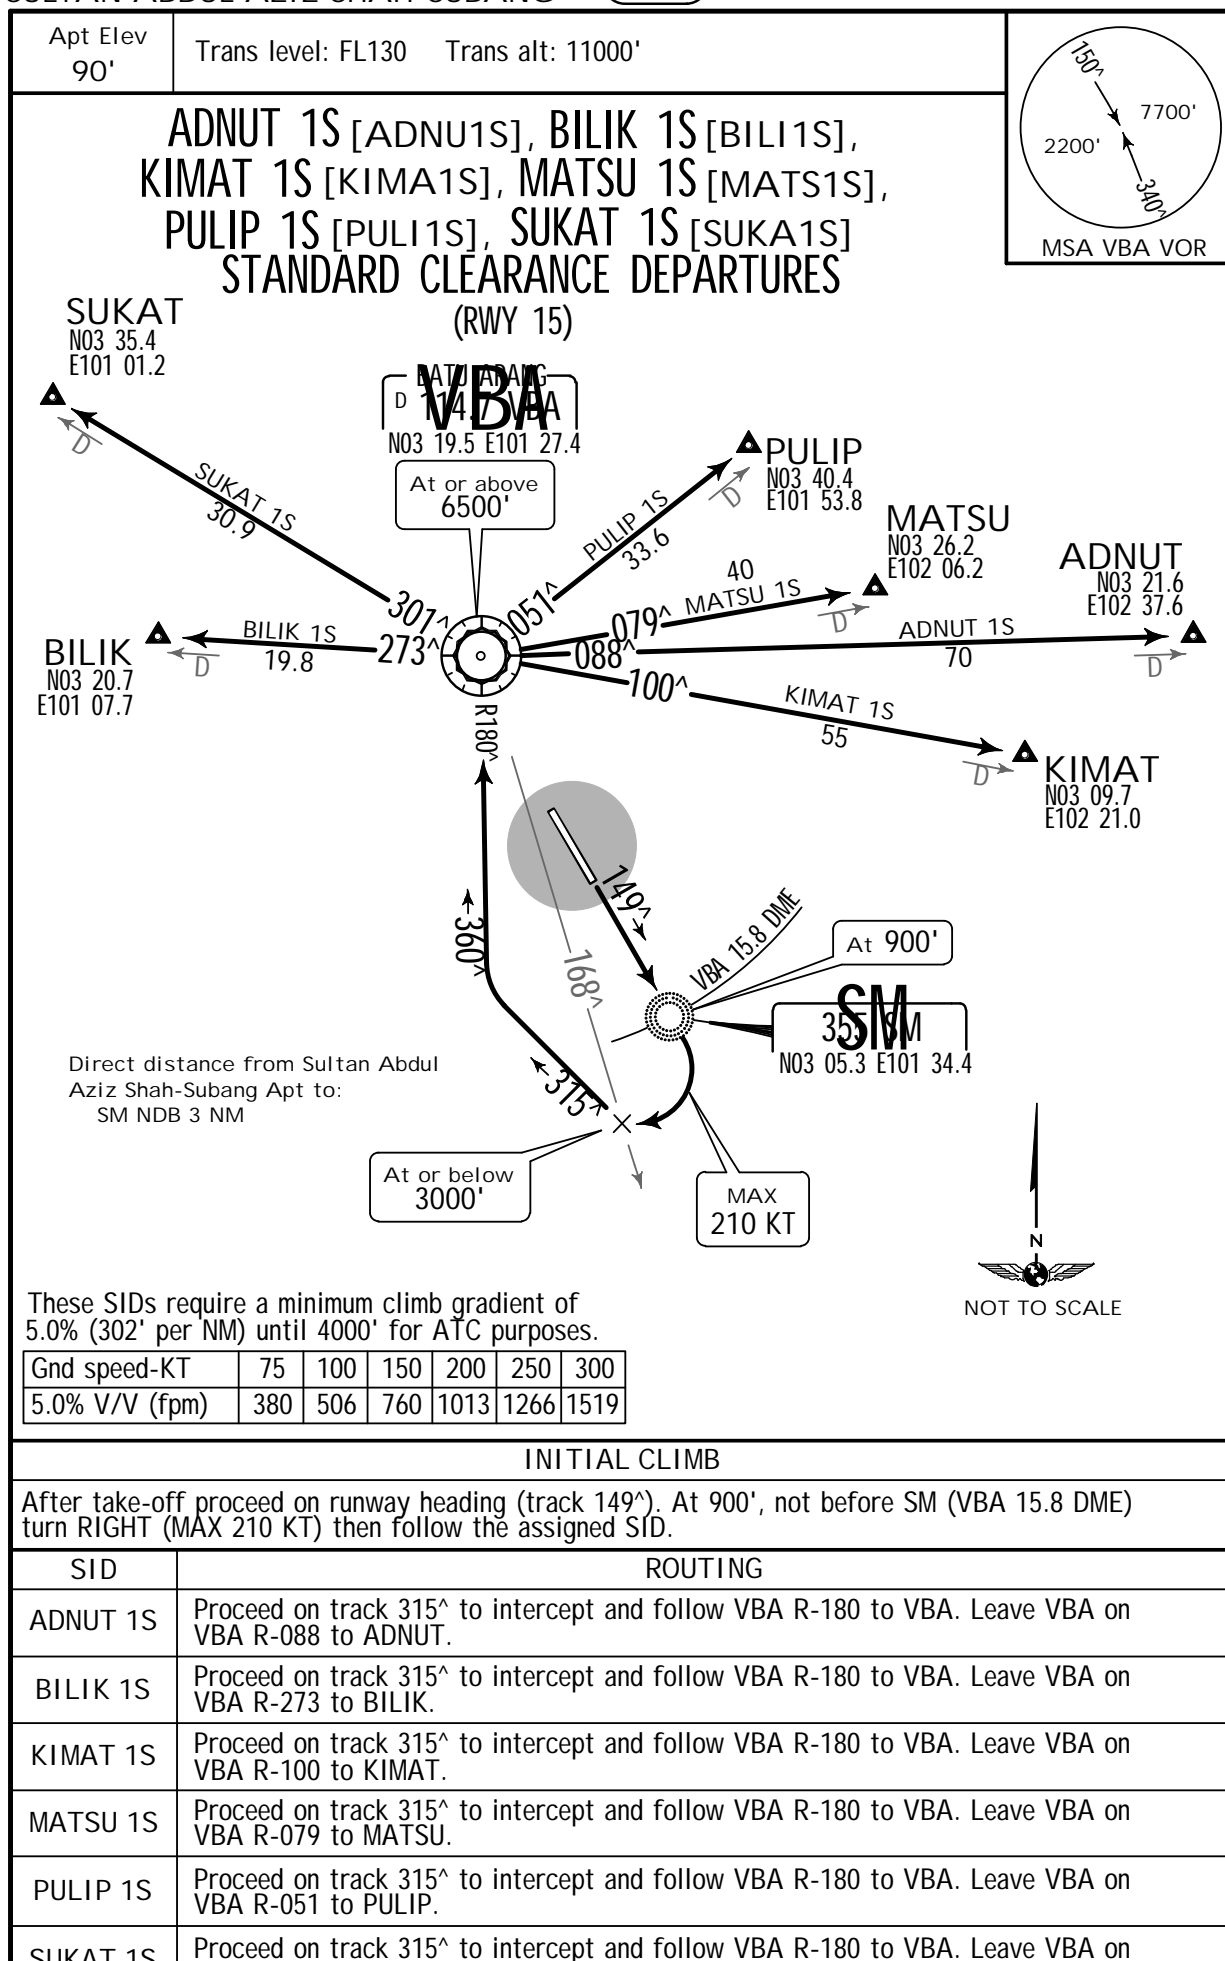 Apt Elev
90'
Trans level: FL130 Trans alt: 11000'
150^
7700'
2200'
340^
MSA VBA VOR
ADNUT 1S [ADNU1S], BILIK 1S [BILI1S],
KIMAT 1S [KIMA1S], MATSU 1S [MATS1S],
PULIP 1S [PULI1S], SUKAT 1S [SUKA1S]
STANDARD CLEARANCE DEPARTURES
(RWY 15)
SUKAT
N03 35.4
E101 01.2
D
BATU ARANG
VBA
D 114.7 VBA
N03 19.5 E101 27.4
At or above
6500'
PULIP
N03 40.4
E101 53.8
D
MATSU
N03 26.2
E102 06.2
D
ADNUT
N03 21.6
E102 37.6
D
SUKAT 1S
30.9
301^
PULIP 1S
33.6
051^
40
MATSU 1S
079^
ADNUT 1S
70
088^
BILIK
N03 20.7
E101 07.7
D
BILIK 1S
19.8
273^
100^
KIMAT 1S
55
D
KIMAT
N03 09.7
E102 21.0
R180^
149^
360^
168^
VBA 15.8 DME
At 900'
SM
355 SM
N03 05.3 E101 34.4
315^
Direct distance from Sultan Abdul
Aziz Shah-Subang Apt to:
SM NDB 3 NM
At or below
3000'
MAX
210 KT
N
NOT TO SCALE
These SIDs require a minimum climb gradient of
5.0% (302' per NM) until 4000' for ATC purposes.
Gnd speed-KT 75 100 150 200 250 300
5.0% V/V (fpm) 380 506 760 1013 1266 1519
INITIAL CLIMB
After take-off proceed on runway heading (track 149^). At 900', not before SM (VBA 15.8 DME)
turn RIGHT (MAX 210 KT) then follow the assigned SID.
SID ROUTING
ADNUT 1S Proceed on track 315^ to intercept and follow VBA R-180 to VBA. Leave VBA on
VBA R-088 to ADNUT.
BILIK 1S Proceed on track 315^ to intercept and follow VBA R-180 to VBA. Leave VBA on
VBA R-273 to BILIK.
KIMAT 1S Proceed on track 315^ to intercept and follow VBA R-180 to VBA. Leave VBA on
VBA R-100 to KIMAT.
MATSU 1S Proceed on track 315^ to intercept and follow VBA R-180 to VBA. Leave VBA on
VBA R-079 to MATSU.
PULIP 1S Proceed on track 315^ to intercept and follow VBA R-180 to VBA. Leave VBA on
VBA R-051 to PULIP.
SUKAT 1S Proceed on track 315^ to intercept and follow VBA R-180 to VBA. Leave VBA on